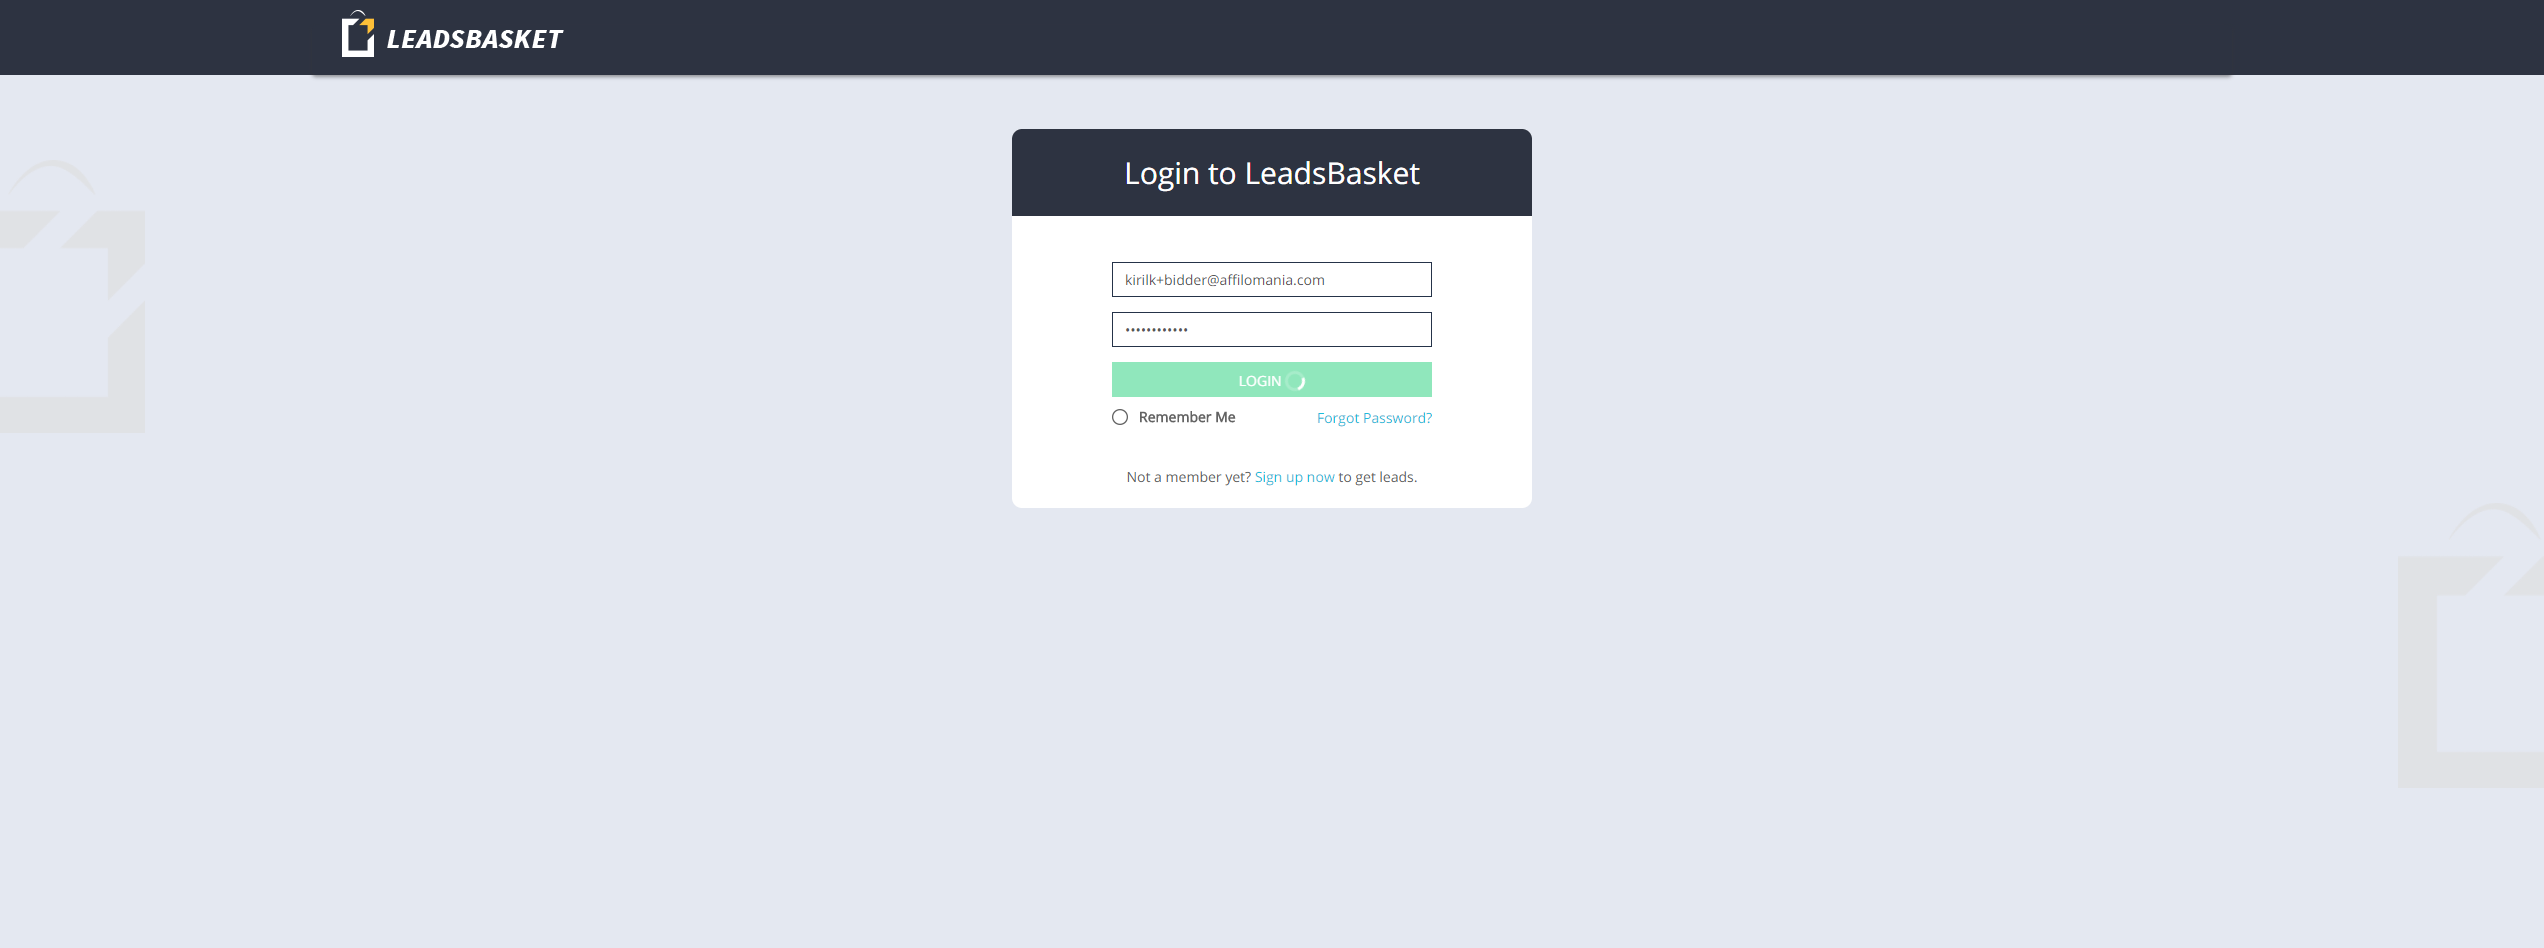 LEADSBASKET
Login to LeadsBasket
kirilk+bidder@affilomania.com
••••••••••••
LOGIN
Remember Me
Forgot Password?
Not a member yet? Sign up now to get leads.